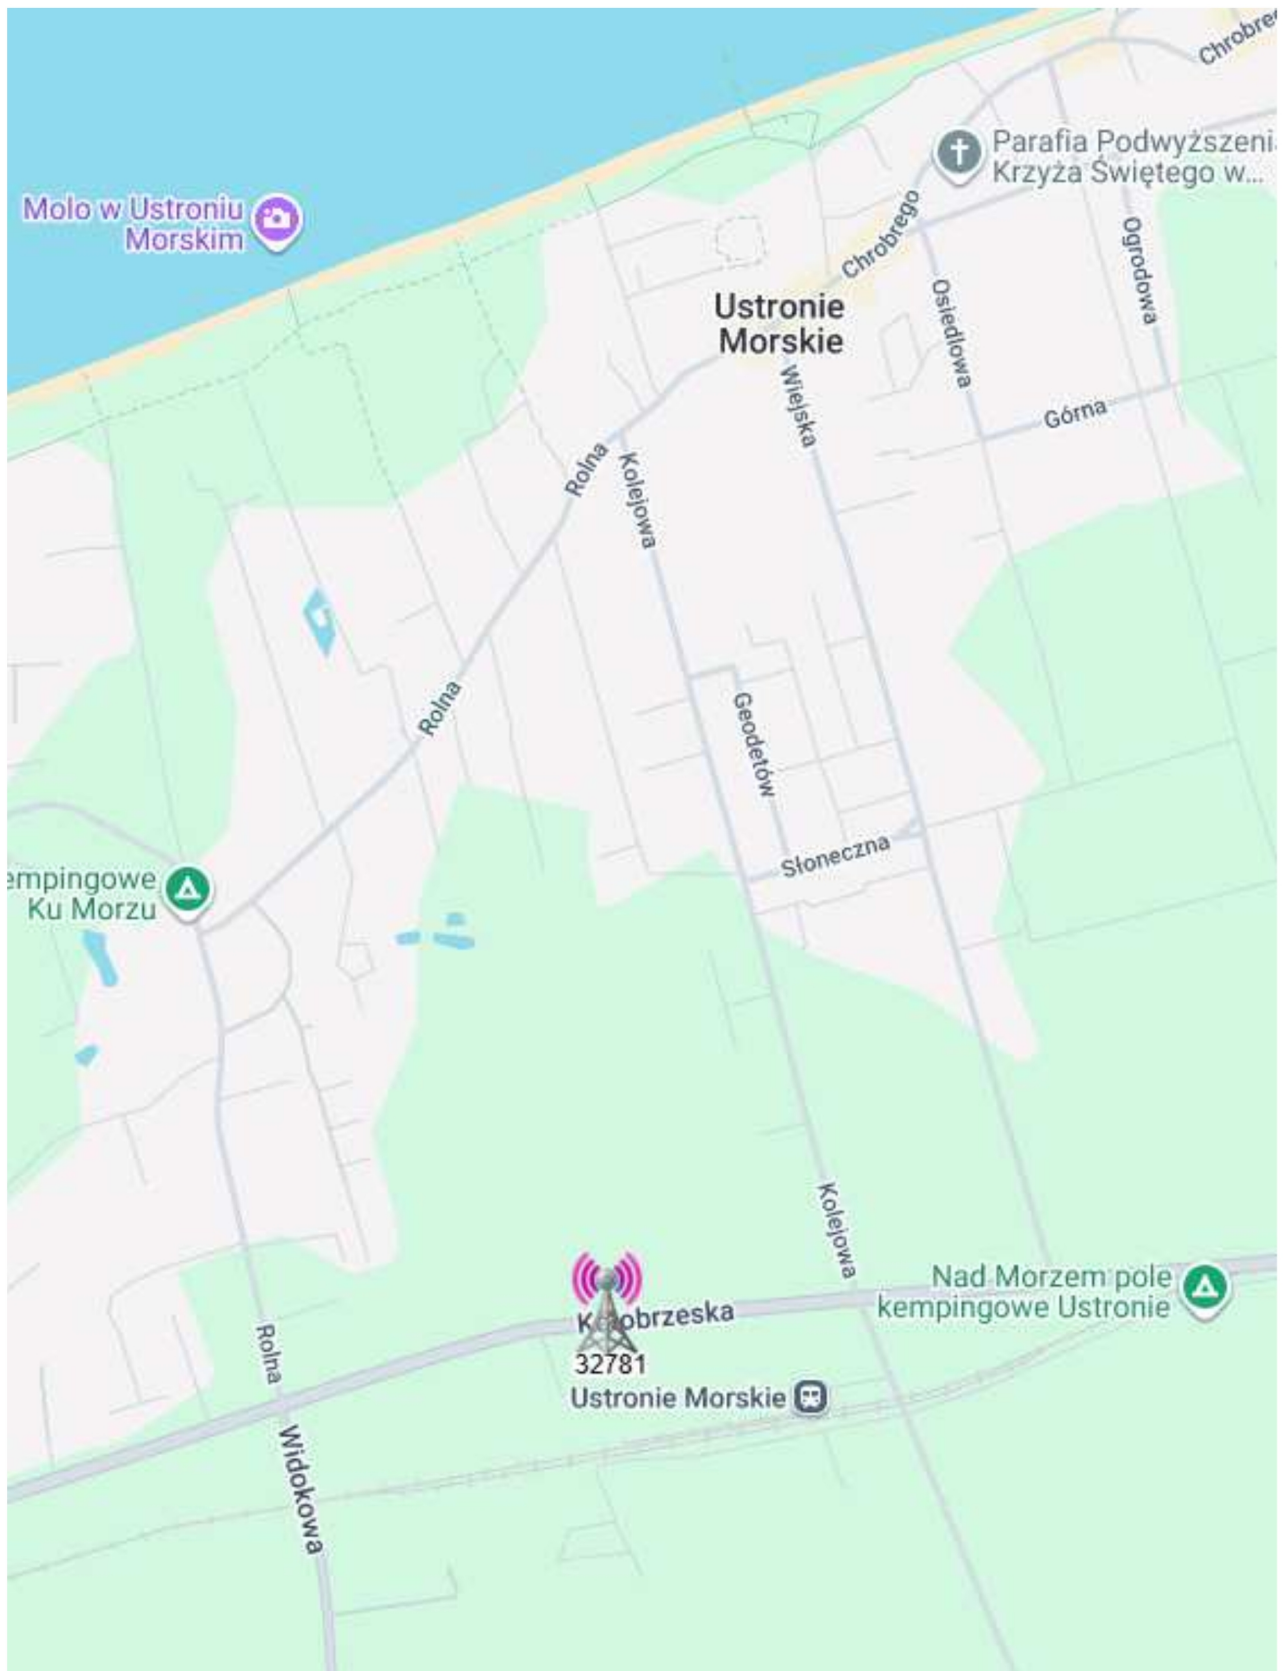 Chrobre
Parafia Podwyższeni
Krzyża Świętego w...
Molo w Ustroniu
Morskim
Chrobrego
Ogrodowa
Osiedlowa
Ustronie
Morskie
Wiejska
Górna
Rolna
Kolejowa
Rolna
Geodetów
Słoneczna
empingowe
Ku Morzu
Kolejowa
Nad Morzem pole
kempingowe Ustronie
obrzeska
Rolna
32781
Ustronie Morskie
Widokowa